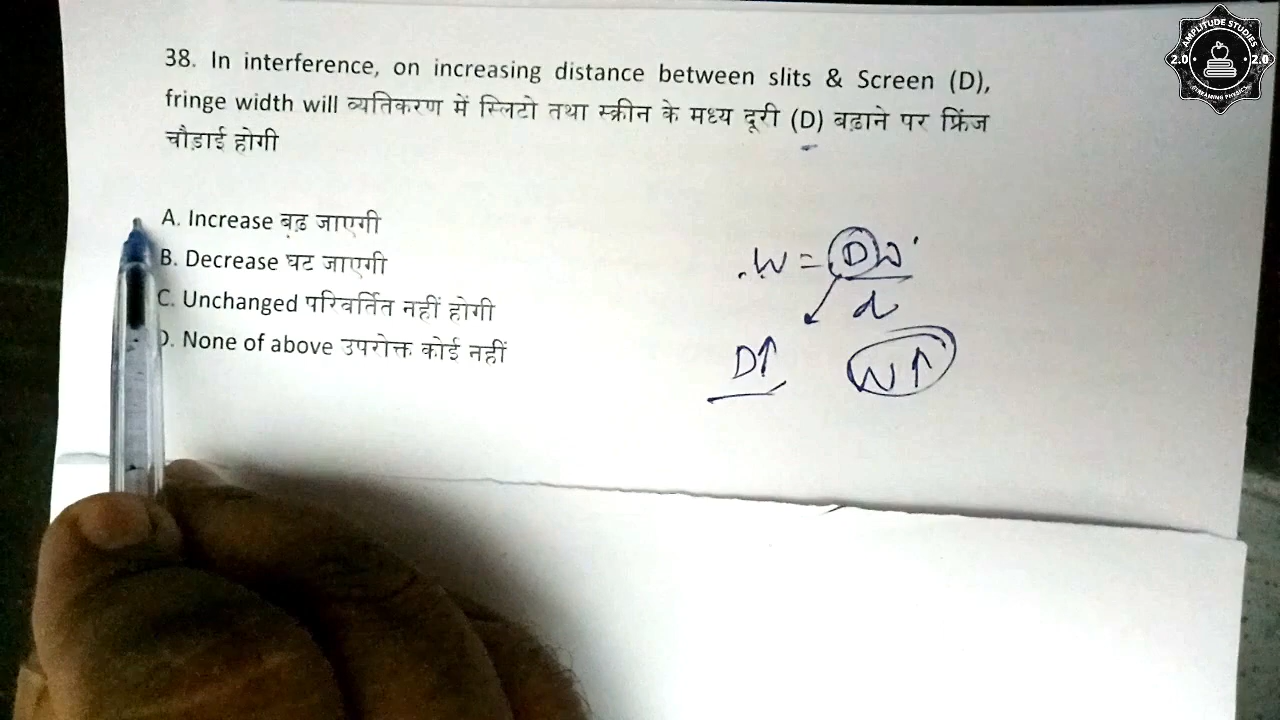 38. In interference, on increasing distance between slits & Screen (D),
fringe width will व्यतिकरण में स्लिटो तथा स्क्रीन के मध्य दूरी (D) बढ़ाने पर फ्रिंज
चौड़ाई होगी
A. Increase बढ़ जाएगी
B. Decrease घट जाएगी
C. Unchanged परिवर्तित नहीं होगी
D. None of above उपरोक्त कोई नहीं
D↑
W↑
AMPLITUDE STUDIES
2.0 2.0